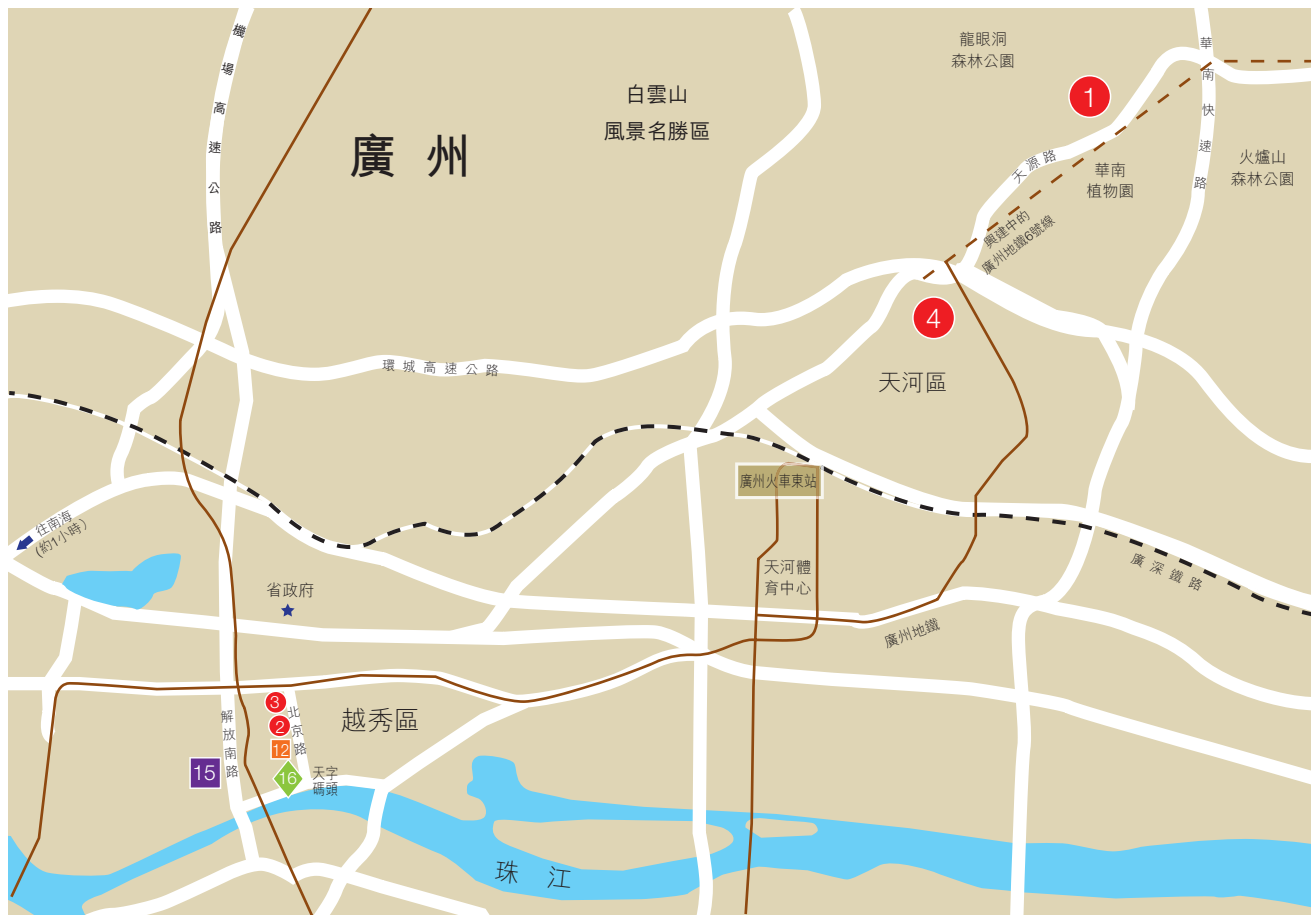 機場高速公路
廣州
白雲山
風景名勝區
龍眼洞
森林公園
1
華南快速路
天源路
華南
植物園
火爐山
森林公園
興建中的
廣州地鐵6號線
4
天河區
環城高速公路
廣州火車東站
往南海
(約1小時)
省政府
天河體
育中心
廣深鐵路
廣州地鐵
3
2
12
16
15
北京路
解放南路
越秀區
天字
碼頭
珠江